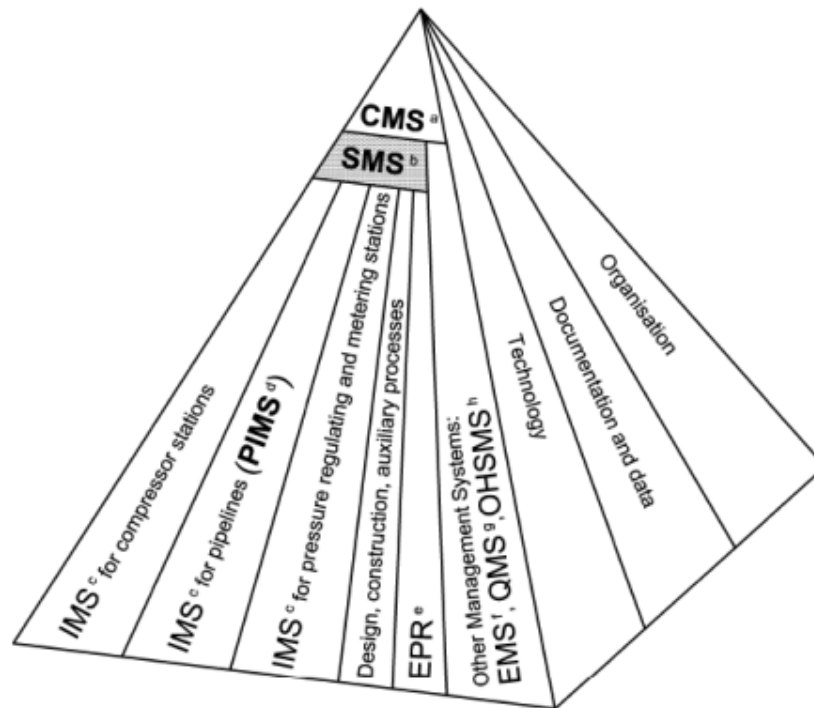 CMS a
SMS b
IMS c for compressor stations
IMS c for pipelines (PIMS d)
IMS c for pressure regulating and metering stations
Design, construction, auxiliary processes
EPR e
Other Management Systems:
EMS f, QMS g, OHSMS h
Technology
Documentation and data
Organisation